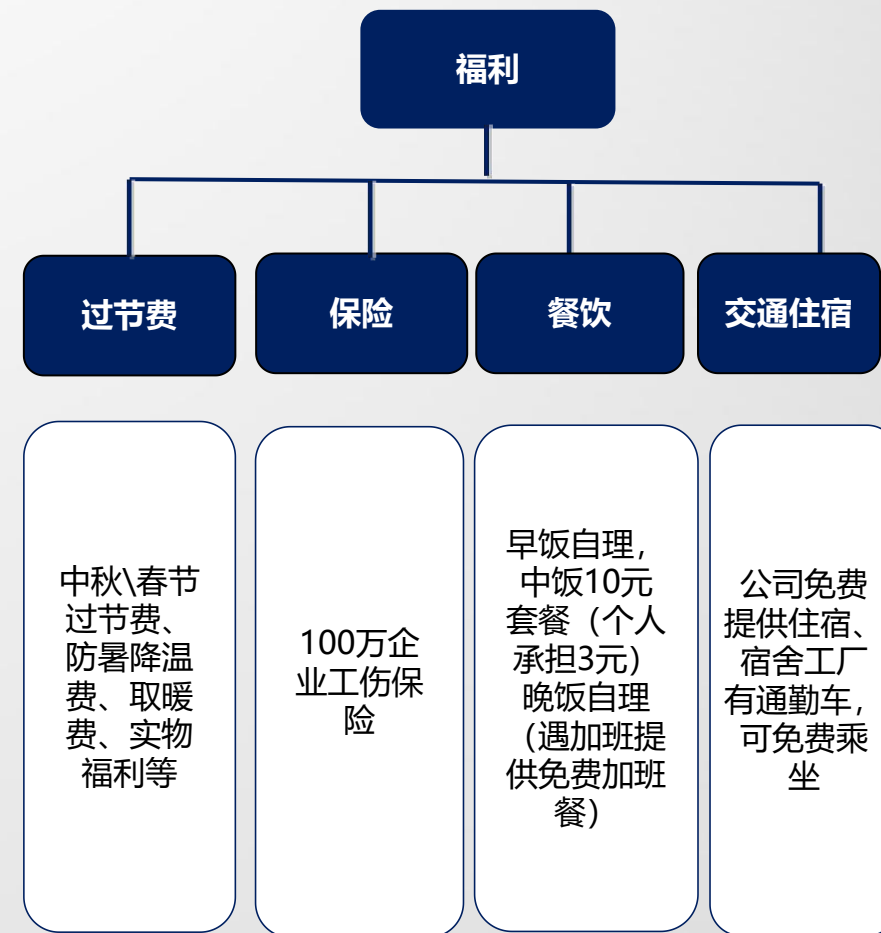 福利
过节费
保险
餐饮
交通住宿
中秋\春节
过节费、
防暑降温
费、取暖
费、实物
福利等
100万企
业工伤保
险
早饭自理，
中饭10元
套餐（个人
承担3元）
晚饭自理
（遇加班提
供免费加班
餐）
公司免费
提供住宿、
宿舍工厂
有通勤车，
可免费乘
坐